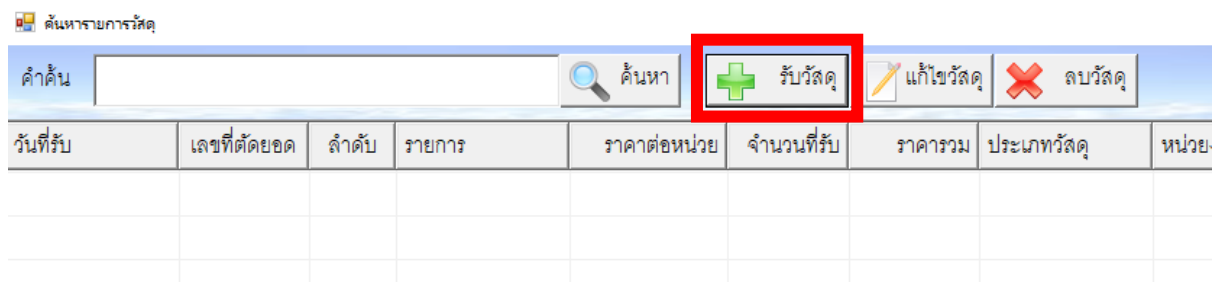 ค้นหารายการวัสดุ
คำค้น ค้นหา รับวัสดุ แก้ไขวัสดุ ลบวัสดุ
วันที่รับ เลขที่ตัดยอด ลำดับ รายการ ราคาต่อหน่วย จำนวนที่รับ ราคารวม ประเภทวัสดุ หน่วย